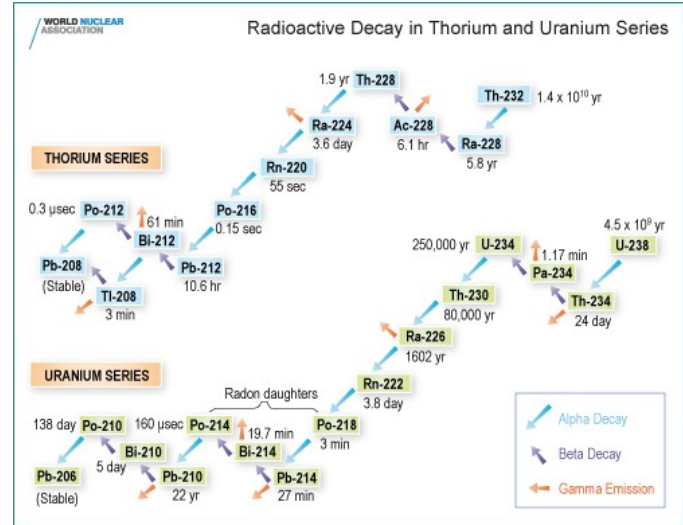 WORLD NUCLEAR
ASSOCIATION
Radioactive Decay in Thorium and Uranium Series
1.9 yr Th-228
Th-232 1.4 x 10¹⁰ yr
Ra-224
3.6 day
Ac-228
6.1 hr
Ra-228
5.8 yr
THORIUM SERIES
Rn-220
55 sec
0.3 µsec Po-212
61 min
Po-216
0.15 sec
Bi-212
Pb-208
(Stable)
Pb-212
10.6 hr
Tl-208
3 min
250,000 yr U-234
4.5 x 10⁹ yr
U-238
1.17 min
Pa-234
Th-230
80,000 yr
Th-234
24 day
Ra-226
1602 yr
URANIUM SERIES
Rn-222
3.8 day
Radon daughters
138 day Po-210
160 µsec Po-214
19.7 min
Po-218
3 min
Bi-210
5 day
Bi-214
Pb-206
(Stable)
Pb-210
22 yr
Pb-214
27 min
Alpha Decay
Beta Decay
Gamma Emission